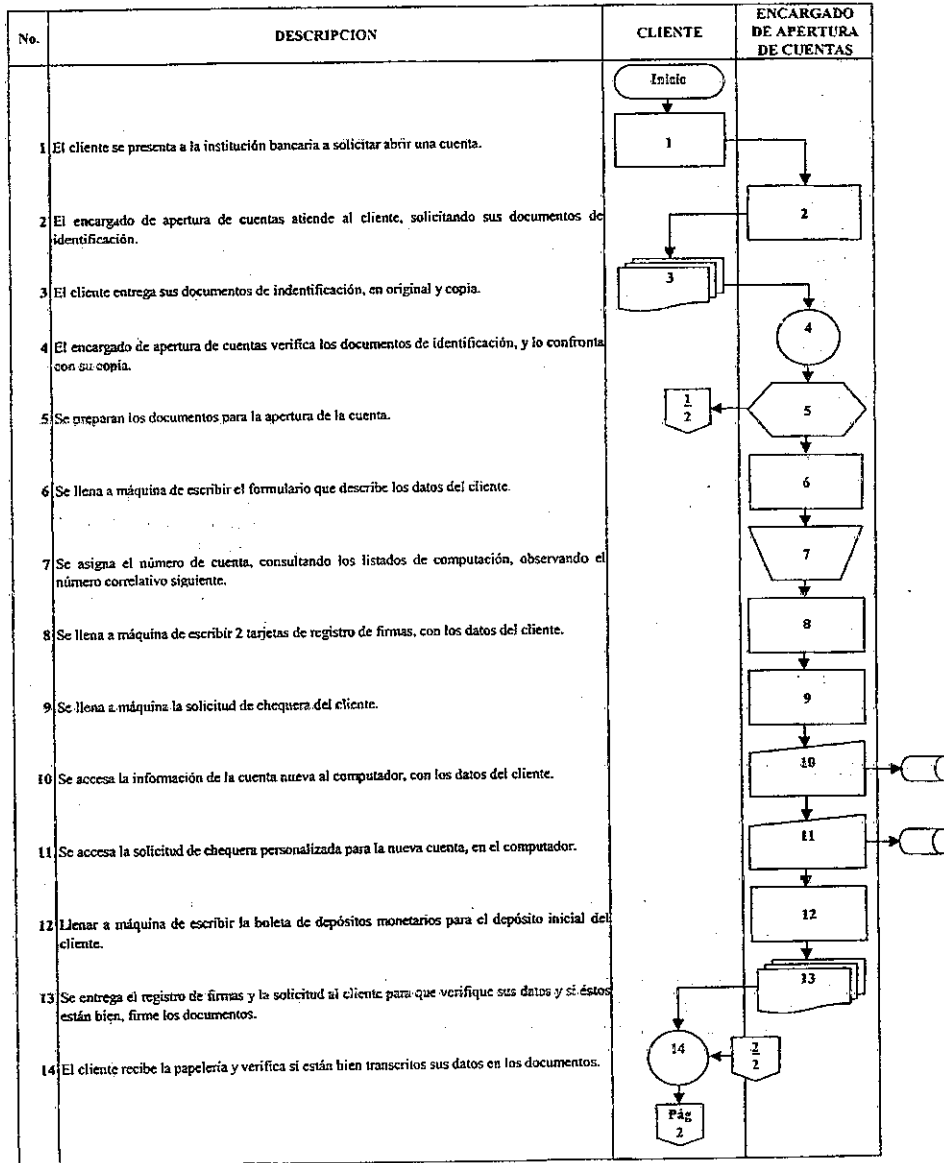 No.
DESCRIPCION
CLIENTE
ENCARGADO
DE APERTURA
DE CUENTAS
Inicio
1 El cliente se presenta a la institución bancaria a solicitar abrir una cuenta.
1
2 El encargado de apertura de cuentas atiende al cliente, solicitando sus documentos de
identificación.
2
3 El cliente entrega sus documentos de indentificación, en original y copia.
3
4 El encargado de apertura de cuentas verifica los documentos de identificación, y lo confronta
con su copia.
4
5 Se preparan los documentos para la apertura de la cuenta.
1
2
5
6 Se llena a máquina de escribir el formulario que describe los datos del cliente.
6
7 Se asigna el número de cuenta, consultando los listados de computación, observando el
número correlativo siguiente.
7
8 Se llena a máquina de escribir 2 tarjetas de registro de firmas, con los datos del cliente.
8
9 Se llena a máquina la solicitud de chequera del cliente.
9
10 Se accesa la información de la cuenta nueva al computador, con los datos del cliente.
10
11 Se accesa la solicitud de chequera personalizada para la nueva cuenta, en el computador.
11
12 Llenar a máquina de escribir la boleta de depósitos monetarios para el depósito inicial del
cliente.
12
13 Se entrega el registro de firmas y la solicitud al cliente para que verifique sus datos y si éstos
están bien, firme los documentos.
13
14 El cliente recibe la papelería y verifica si están bien transcritos sus datos en los documentos.
14
2
2
Pág
2